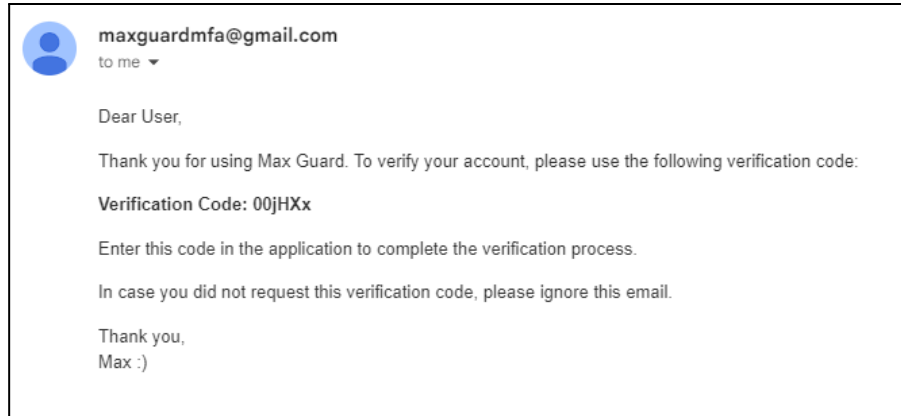 maxguardmfa@gmail.com
to me
Dear User,
Thank you for using Max Guard. To verify your account, please use the following verification code:
Verification Code: 00jHXx
Enter this code in the application to complete the verification process.
In case you did not request this verification code, please ignore this email.
Thank you,
Max :)